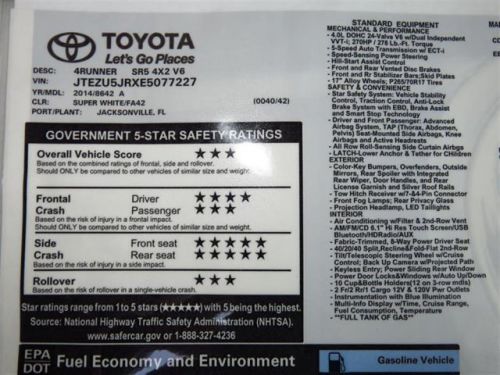 TOYOTA
Let's Go Places
DESC: 4RUNNER SR5 4X2 V6
VIN: JTEZU5JRXE5077227
YR/MDL: 2014/8642 A
CLR: SUPER WHITE/FA42 (0040/42)
PORT/PLANT: JACKSONVILLE, FL
GOVERNMENT 5-STAR SAFETY RATINGS
Overall Vehicle Score ★★★
Based on the combined ratings of frontal, side and rollover.
Should ONLY be compared to other vehicles of similar size and weight.
Frontal Driver ★★★★
Crash Passenger ★★★
Based on the risk of injury in a frontal impact.
Should ONLY be compared to other vehicles of similar size and weight.
Side Front seat ★★★★★
Crash Rear seat ★★★★★
Based on the risk of injury in a side impact.
Rollover ★★★
Based on the risk of rollover in a single-vehicle crash.
Star ratings range from 1 to 5 stars (★★★★★) with 5 being the highest.
Source: National Highway Traffic Safety Administration (NHTSA).
www.safercar.gov or 1-888-327-4236
EPA
DOT Fuel Economy and Environment
Gasoline Vehicle
STANDARD EQUIPMENT
MECHANICAL & PERFORMANCE
- 4.0L DOHC 24-Valve V6 w/Dual Independent
VVT-i; 270HP / 278 Lb.-Ft. Torque
- 5-Speed Auto Transmission w/ECT-i
- Power Assisted Speed-Sensing Steering
- Hill-Start Assist Control
- Front and Rear Vented Disc Brakes
- Front and Rr Stabilizer Bars;Skid Plates
- 17" Alloy Wheels; P265/70R17 Tires
SAFETY & CONVENIENCE
- Star Safety System: Vehicle Stability
Control, Traction Control, Anti-Lock
Brake System with EBD, Brake Assist
and Smart Stop Technology
- Driver and Front Passenger: Advanced
Airbag System, TAP (Thorax, Abdomen,
Pelvis) Seat-Mounted Side Airbags, Knee
Airbags and Active Headrests
- All Row Roll-Sensing Side Curtain Airbgs
- LATCH-Lower Anchor & Tether for CHildren
EXTERIOR
- Color-Key Bumpers, Overfenders, Outside
Mirrors, Rear Spoiler with Integrated
Rear Wiper, Door Handles, and Rear
License Garnish and Silver Roof Rails
- Tow Hitch Receiver w/7-&4-Pin Connector
- Front Fog Lamps; Rear Privacy Glass
- Projection Headlamp, LED Taillights
INTERIOR
- Air Conditioning w/Filter & 2nd-Row Vent
- AM/FM/CD 6.1" Hi Res Touch Screen/USB
Bluetooth/HDRadio/AUX
- Fabric-Trimmed, 8-Way Power Driver Seat
- 40/20/40 Split,Recline&Fold-Flat 2nd-Row
- Tilt/Telescopic Steering Wheel w/Cruise
Control; Back Up Camera w/Projected Path
- Keyless Entry; Power Sliding Rear Window
- Power Door Locks&Windows w/Auto Up/Down
- 10 Cup&Bottle Holders(12 on 3-row mdls)
- 2 Fr/2 Rr/1 Cargo 12V & 120V Pwr Outlets
- Instrumentation with Blue Illumination
- Multi-Info Display w/Time, Cruise Range,
Fuel Consumption, Temperature
- **FULL TANK OF GAS**